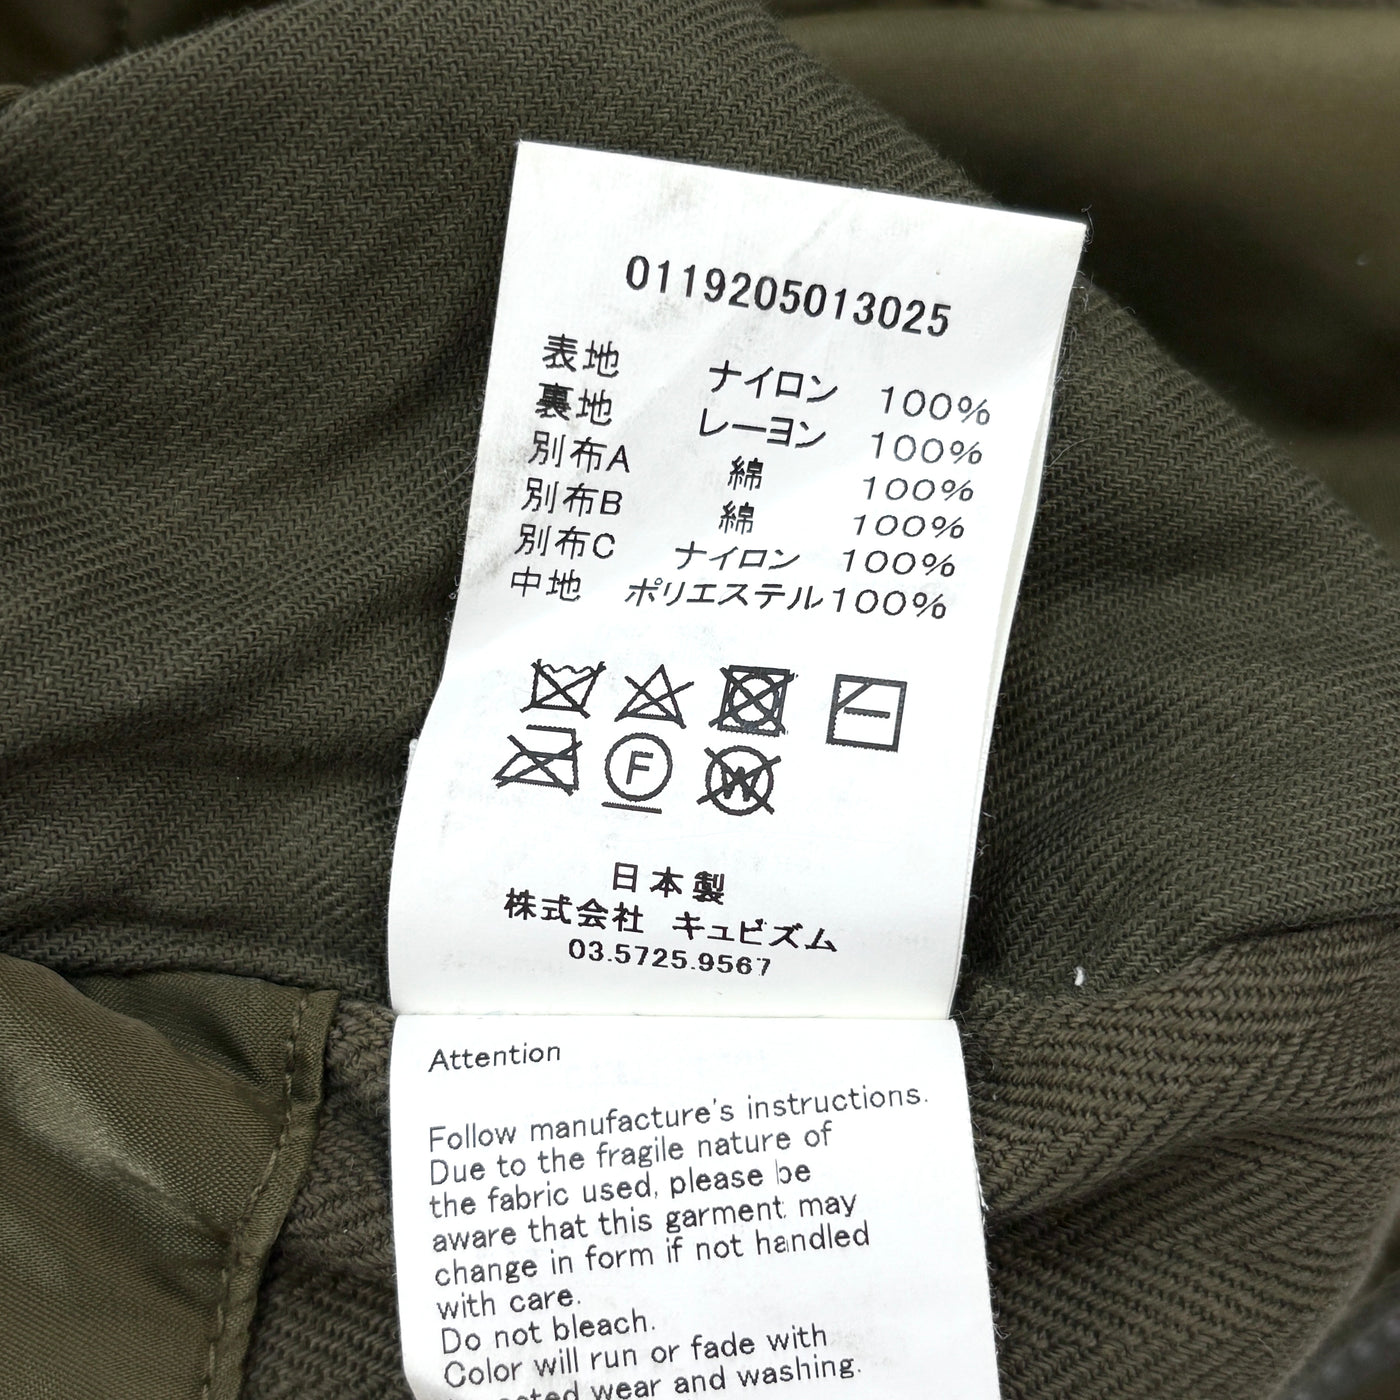 0119205013025
表地 ナイロン 100%
裏地 レーヨン 100%
別布A 綿 100%
別布B 綿 100%
別布C ナイロン 100%
中地 ポリエステル100%
F
W
日本製
株式会社 キュビズム
03.5725.9567
Attention
Follow manufacture's instructions.
Due to the fragile nature of
the fabric used, please be
aware that this garment may
change in form if not handled
with care.
Do not bleach.
Color will run or fade with
wear and washing.